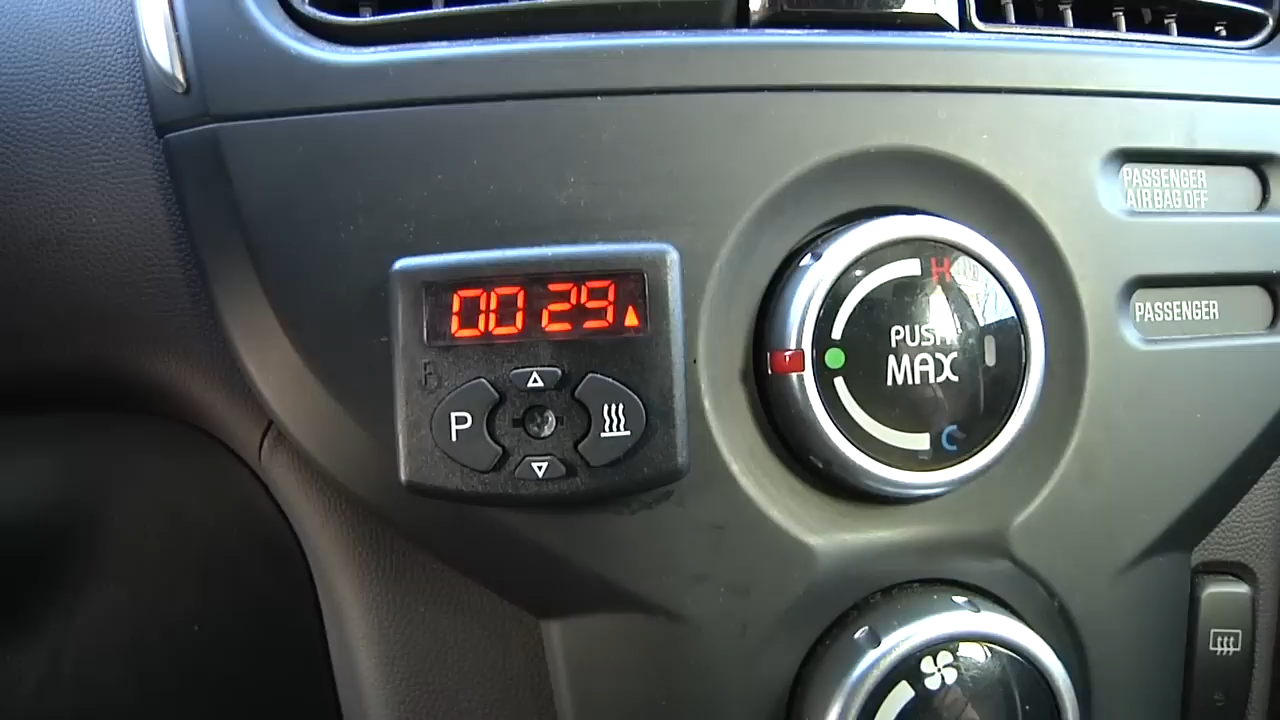 00 29
P
H
PUSH
MAX
C
PASSENGER
AIR BAG OFF
PASSENGER